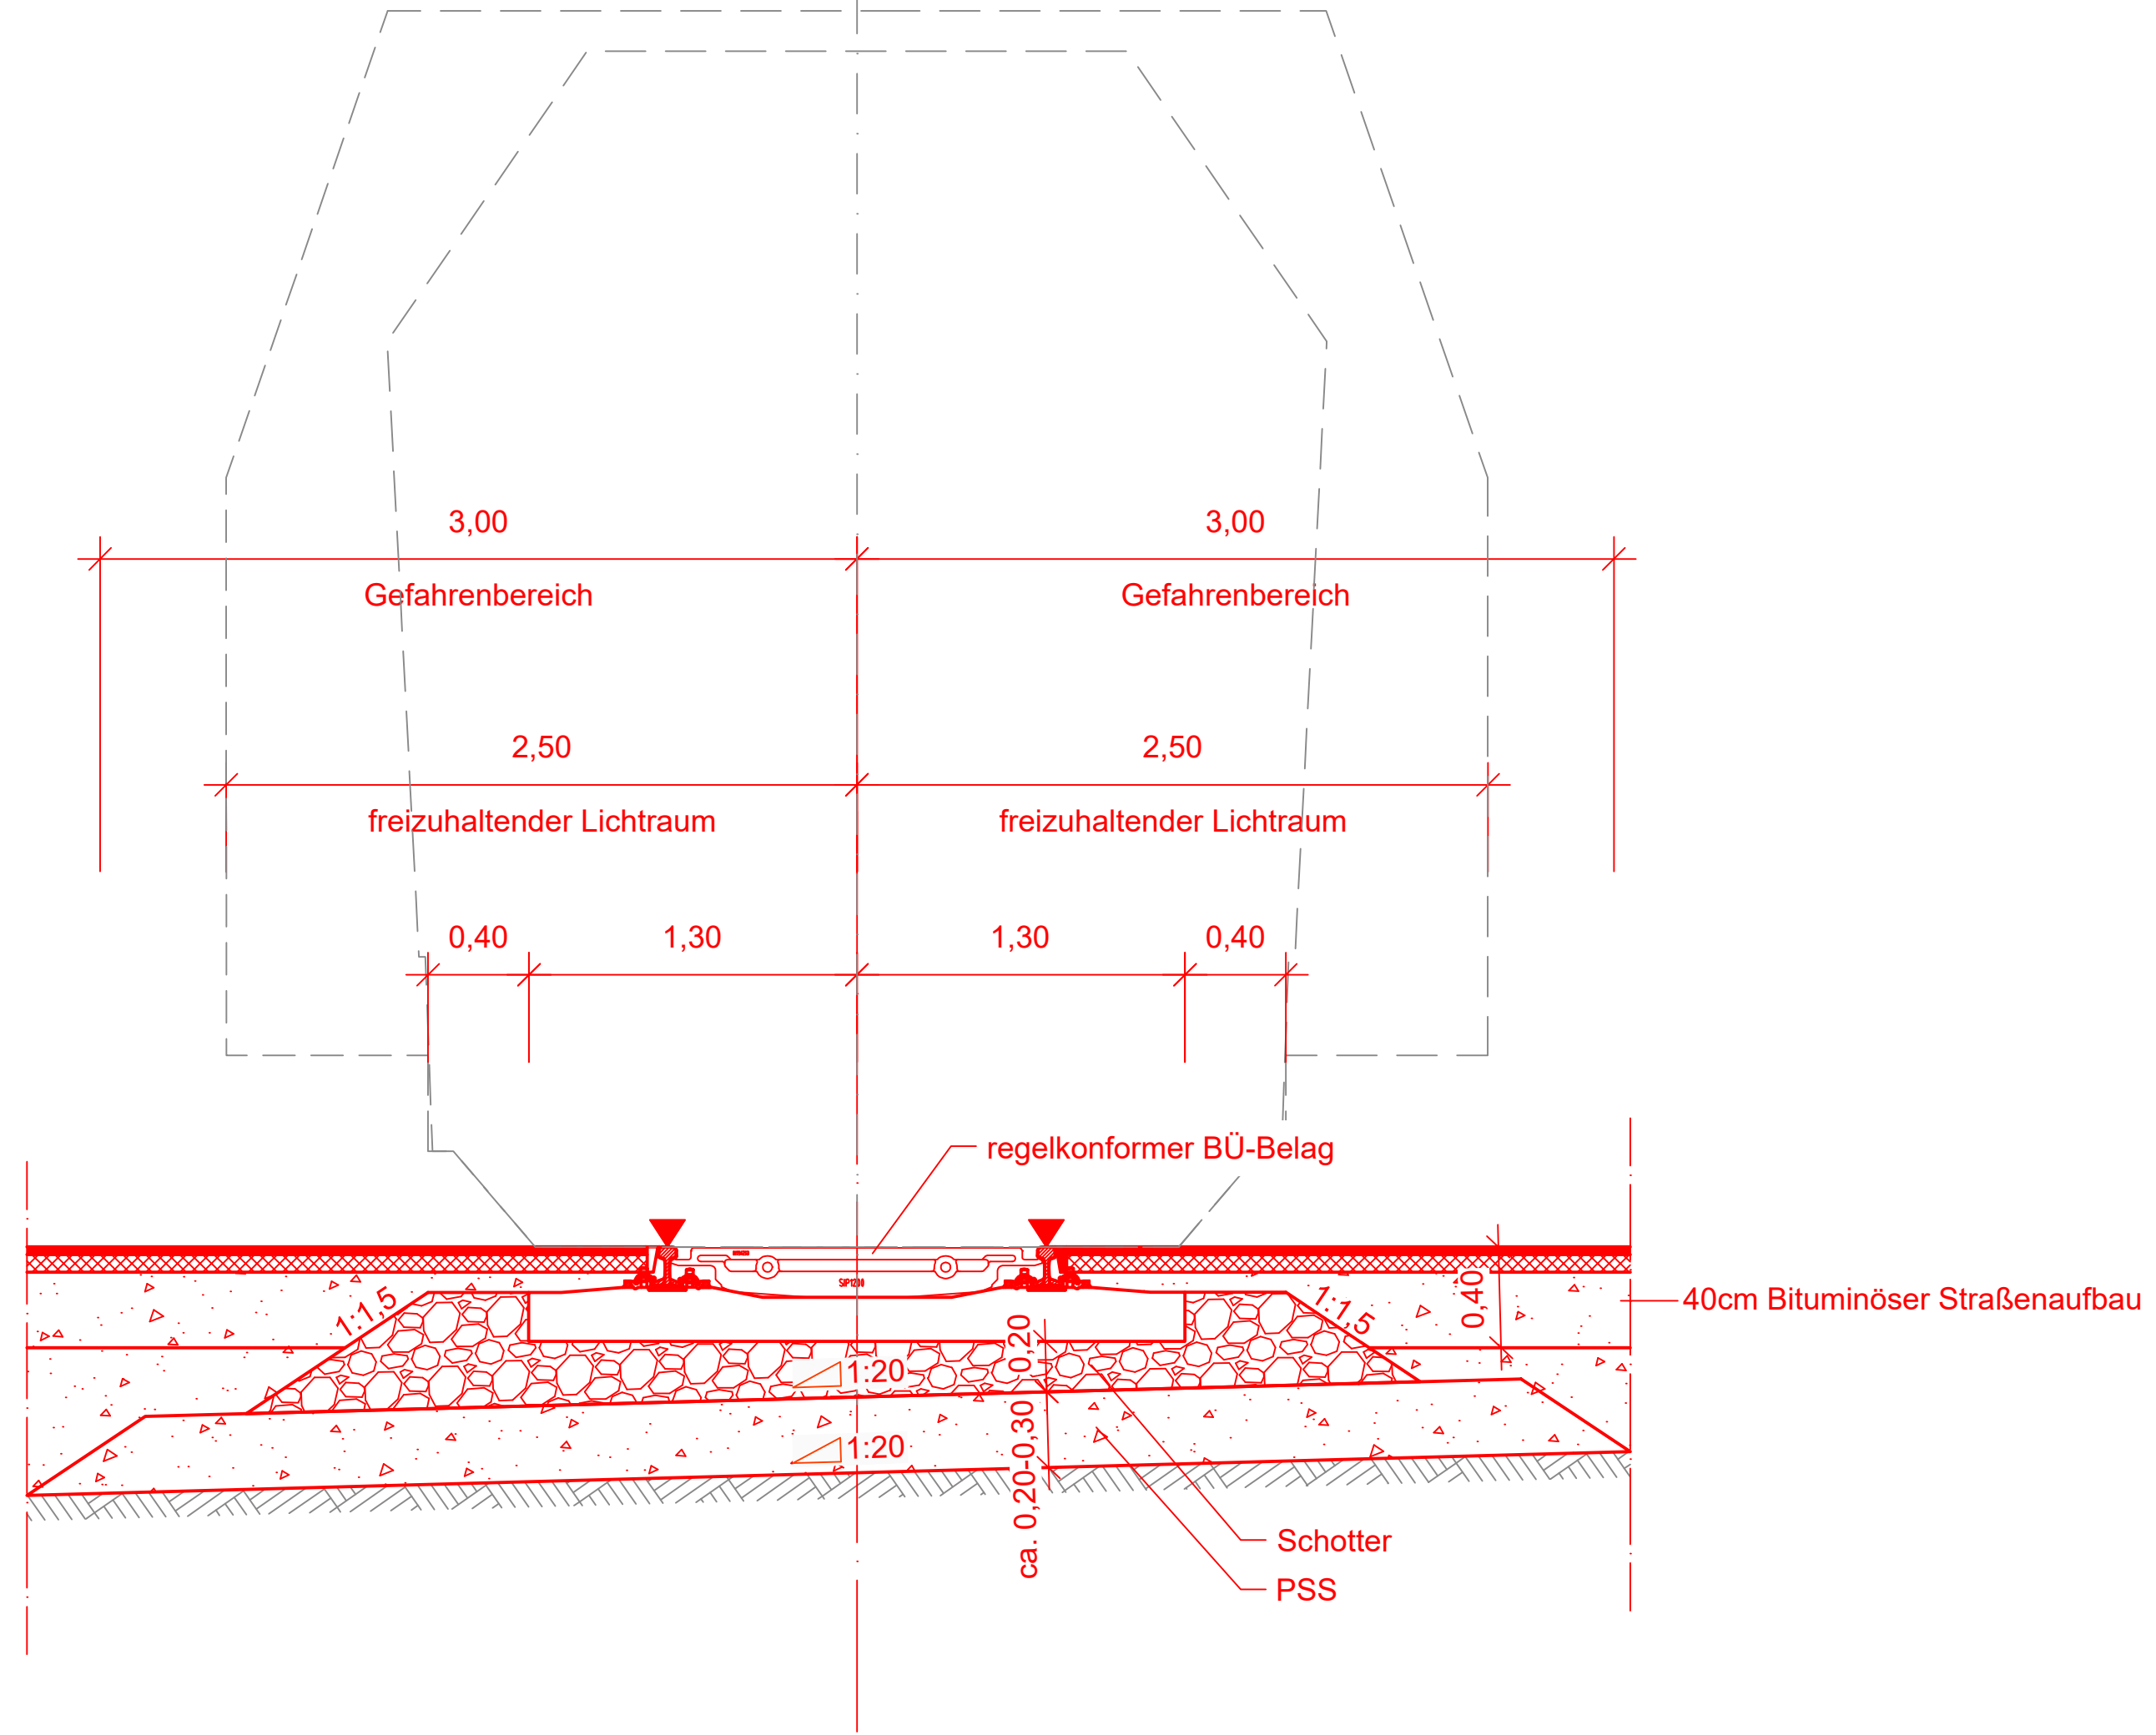 3,00
3,00
Gefahrenbereich
Gefahrenbereich
2,50
2,50
freizuhaltender Lichtraum
freizuhaltender Lichtraum
0,40
1,30
1,30
0,40
regelkonformer BÜ-Belag
1:1,5
1:1,5
0,40
40cm Bituminöser Straßenaufbau
0,20
1:20
1:20
ca. 0,20-0,30
Schotter
PSS